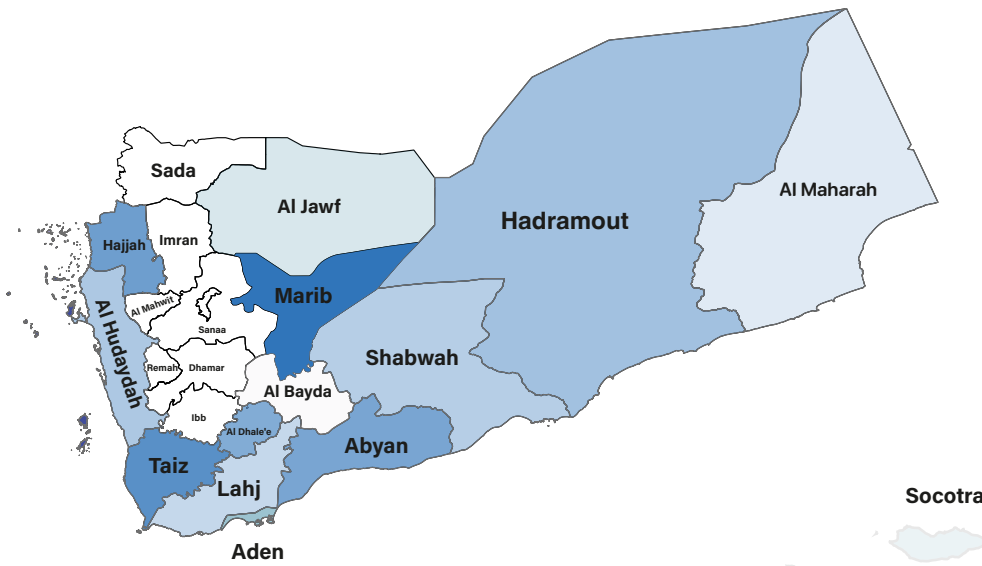 Sada
Al Jawf
Al Maharah
Hadramout
Hajjah
Imran
Marib
Al Mahwit
Sanaa
Al Hudaydah
Shabwah
Remah
Dhamar
Al Bayda
Ibb
Al Dhale'e
Abyan
Taiz
Lahj
Socotra
Aden